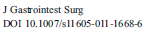 J Gastrointest Surg
DOI 10.1007/s11605-011-1668-6